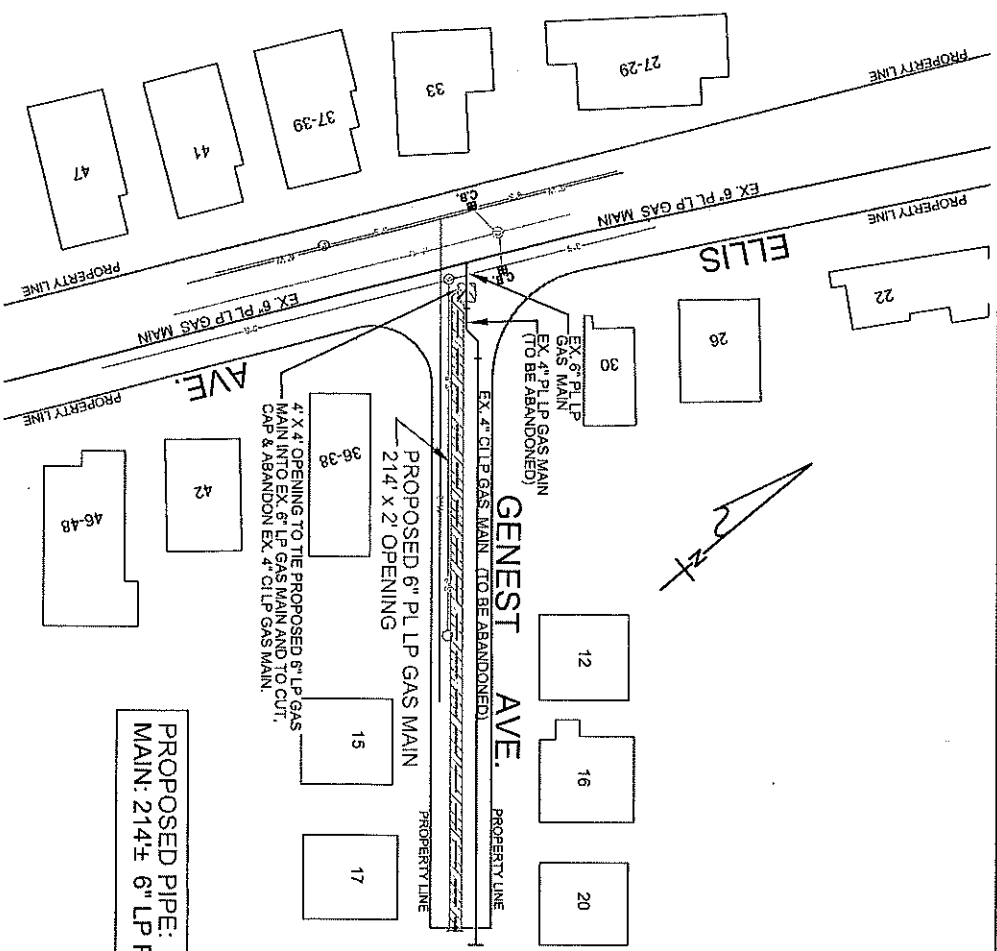 47
41
37-39
33
27-29
PROPERTY LINE
PROPERTY LINE
C.B.
EX. 6" PL LP GAS MAIN
PROPERTY LINE
PROPERTY LINE
EX. 6" PL LP GAS MAIN
C.B.
ELLIS
AVE.
PROPERTY LINE
22
26
30
EX. 6" PL LP
GAS MAIN
EX. 4" PL LP GAS MAIN
(TO BE ABANDONED)
EX. 4" CI LP GAS MAIN (TO BE ABANDONED)
GENEST AVE.
PROPOSED 6" PL LP GAS MAIN
214' x 2' OPENING
4' X 4' OPENING TO TIE PROPOSED 6" LP GAS
MAIN INTO EX. 6" LP GAS MAIN AND TO CUT,
CAP & ABANDON EX. 4" CI LP GAS MAIN.
36-38
42
46-48
N
12
16
20
15
17
PROPERTY LINE
PROPERTY LINE
PROPOSED PIPE:
MAIN: 214'± 6" LP